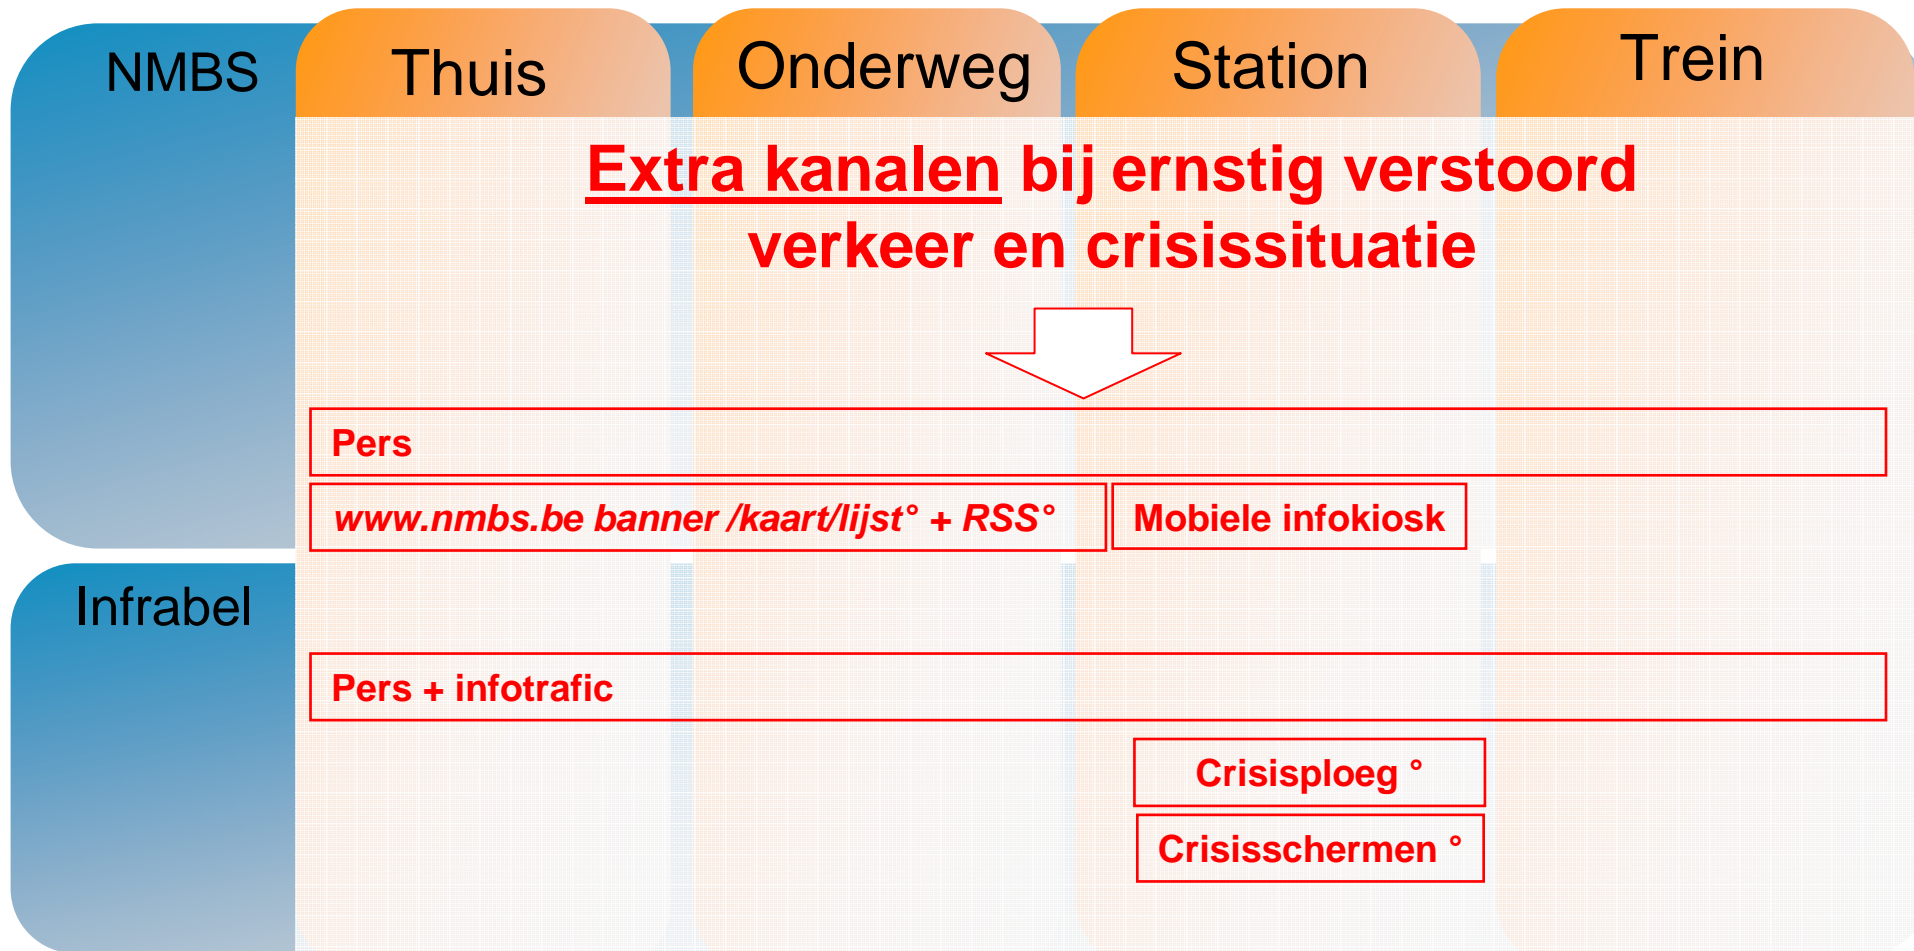 NMBS
Thuis
Onderweg
Station
Trein
Extra kanalen bij ernstig verstoord
verkeer en crisissituatie
Pers
www.nmbs.be banner /kaart/lijst° + RSS°
Mobiele infokiosk
Infrabel
Pers + infotrafic
Crisisploeg °
Crisisschermen °